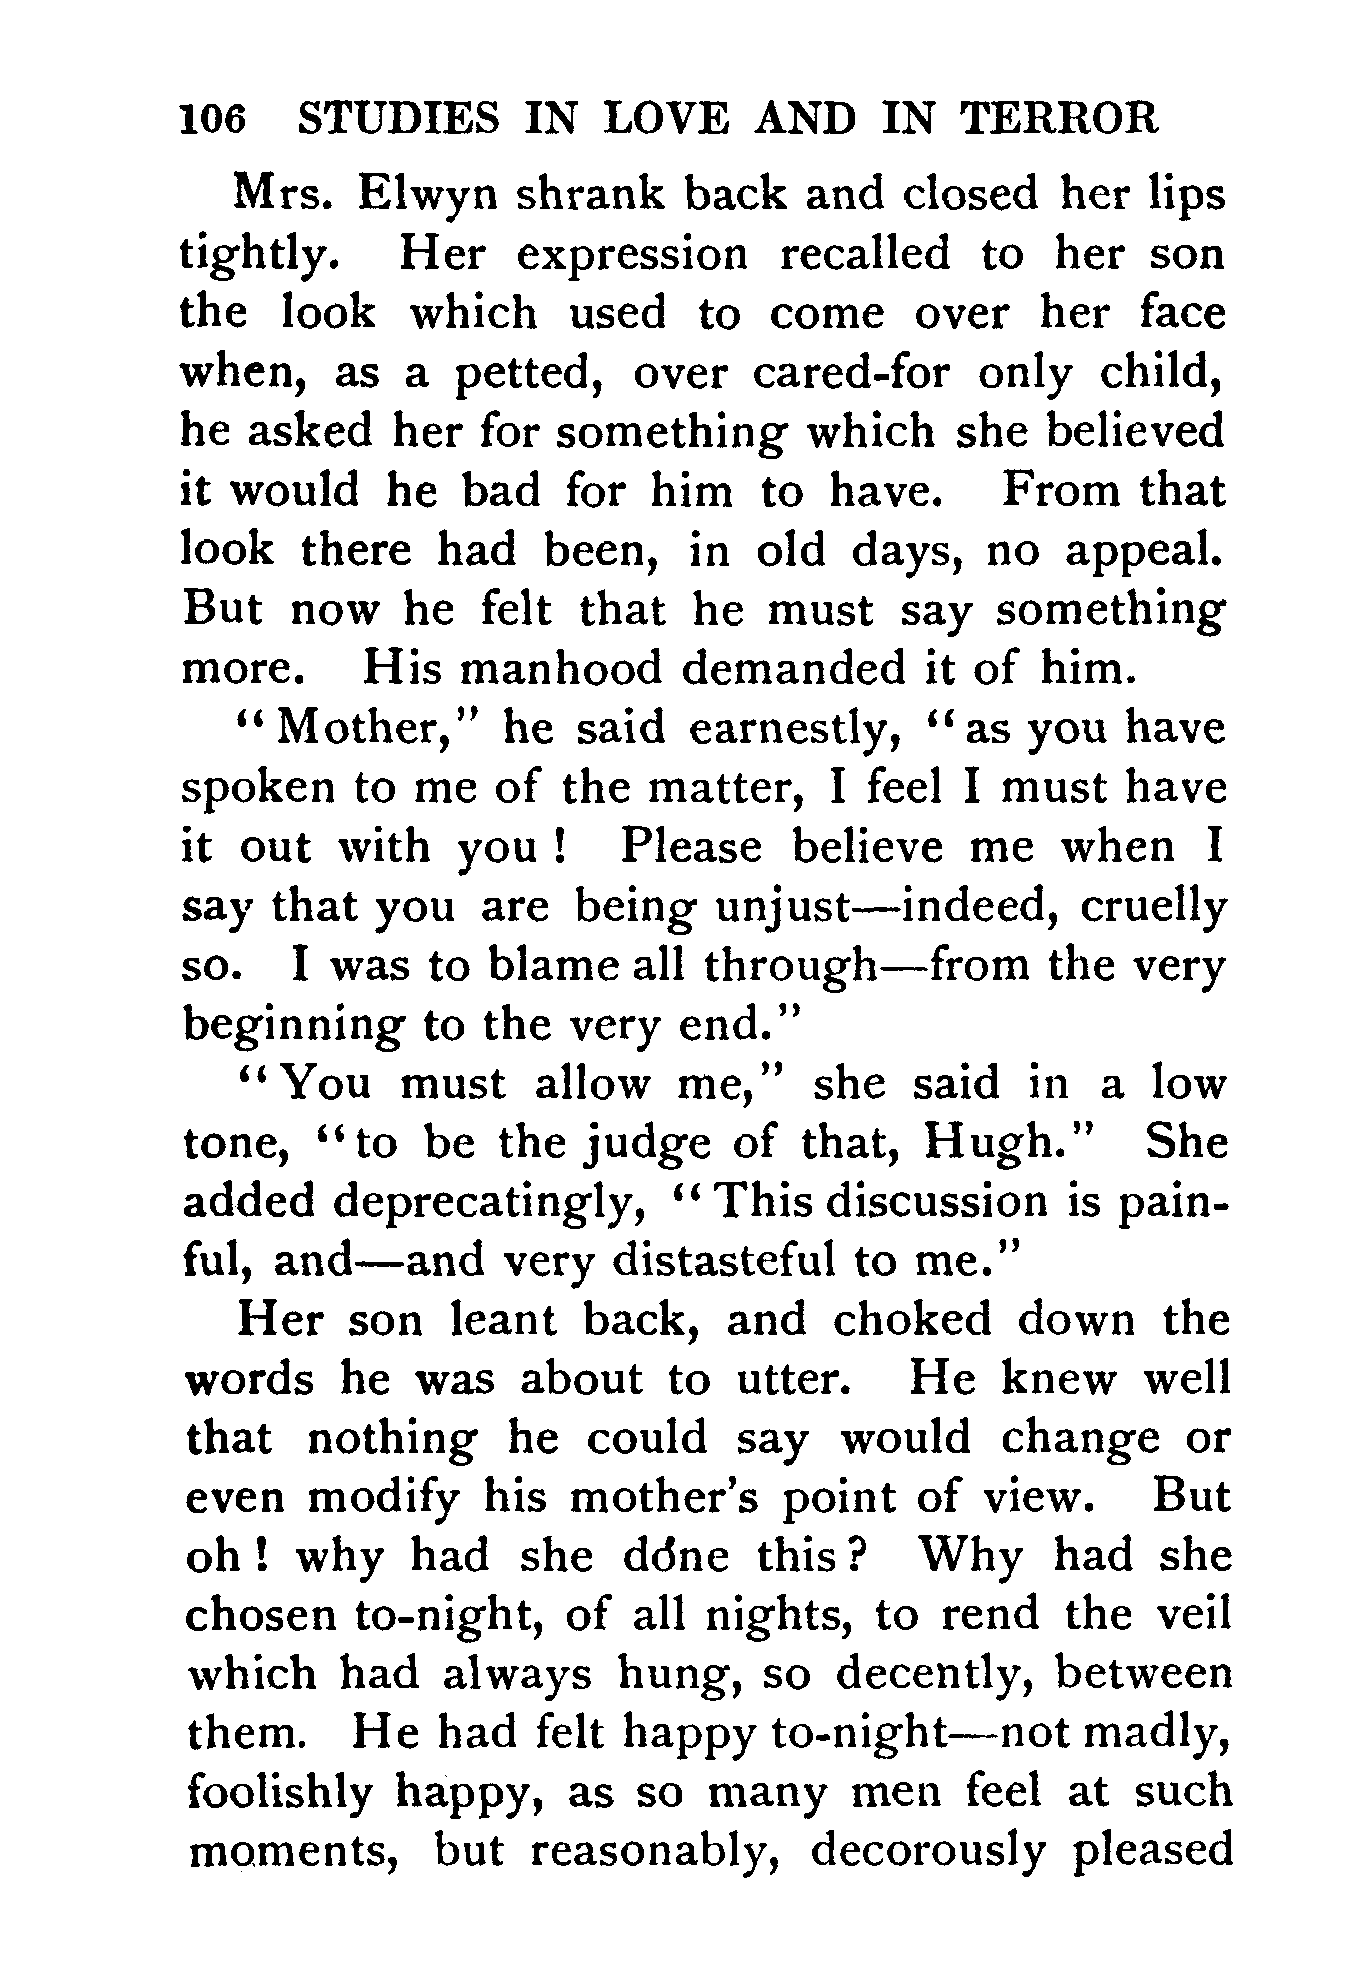 106 STUDIES IN LOVE AND IN TERROR
Mrs. Elwyn shrank back and closed her lips
tightly. Her expression recalled to her son
the look which used to come over her face
when, as a petted, over cared-for only child,
he asked her for something which she believed
it would he bad for him to have. From that
look there had been, in old days, no appeal.
But now he felt that he must say something
more. His manhood demanded it of him.
“Mother,” he said earnestly, “as you have
spoken to me of the matter, I feel I must have
it out with you! Please believe me when I
say that you are being unjust—indeed, cruelly
so. I was to blame all through—from the very
beginning to the very end.”
“You must allow me,” she said in a low
tone, “to be the judge of that, Hugh.” She
added deprecatingly, “This discussion is pain-
ful, and—and very distasteful to me.”
Her son leant back, and choked down the
words he was about to utter. He knew well
that nothing he could say would change or
even modify his mother's point of view. But
oh! why had she done this? Why had she
chosen to-night, of all nights, to rend the veil
which had always hung, so decently, between
them. He had felt happy to-night—not madly,
foolishly happy, as so many men feel at such
moments, but reasonably, decorously pleased